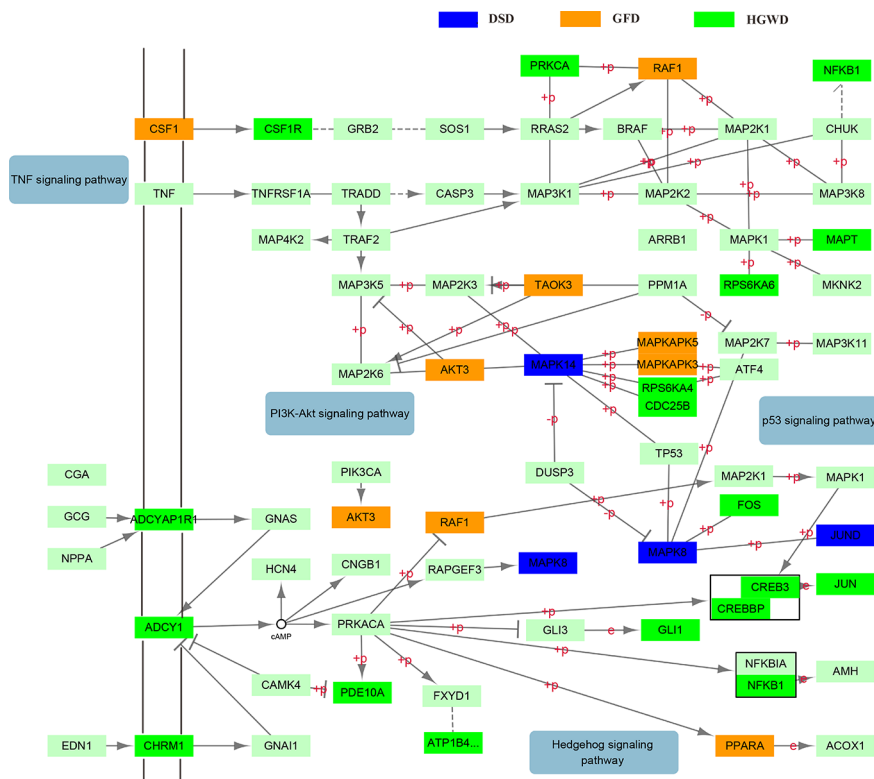 DSD GFD HGWD
PRKCA +p RAF1 NFKB1
+p +p +p
CSF1 CSF1R GRB2 SOS1 RRAS2 BRAF +p MAP2K1 CHUK
TNF signaling pathway
+p +p +p
TNF TNFRSF1A TRADD CASP3 MAP3K1 +p MAP2K2 MAP3K8
+p +p
MAP4K2 TRAF2 ARRB1 MAPK1 +p MAPT
+p
MAP3K5 +p MAP2K3 +p TAOK3 PPM1A RPS6KA6 MKNK2
-p
+p +p +p +p+p
MAPKAPK5 MAP2K7 +p MAP3K11
+p
MAP2K6 AKT3 MAPK14 +p MAPKAPK3 +p ATF4
+p RPS6KA4 +p
+p CDC25B
PI3K-Akt signaling pathway p53 signaling pathway
-p +p
TP53 +p
CGA PIK3CA DUSP3 MAP2K1 +p MAPK1
-p +p FOS
GCG ADCYAP1R1 GNAS AKT3 RAF1 +p
+p JUND
NPPA MAPK8
HCN4 CNGB1 +p RAPGEF3 MAPK8
CREB3 e JUN
+p CREBBP
ADCY1 cAMP PRKACA +p GLI3 e GLI1
+p
+p +p NFKBIA AMH
CAMK4 +p PDE10A FXYD1 +p NFKB1 e
EDN1 CHRM1 GNAI1 ATP1B4... Hedgehog signaling
pathway
PPARA e ACOX1